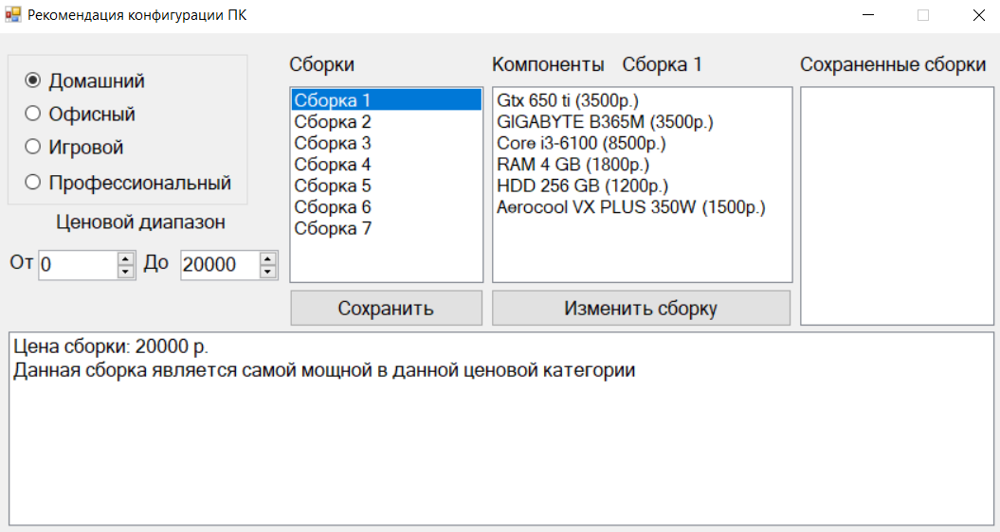 Рекомендация конфигурации ПК
Домашний
Офисный
Игровой
Профессиональный
Ценовой диапазон
От 0 До 20000
Сборки
Сборка 1
Сборка 2
Сборка 3
Сборка 4
Сборка 5
Сборка 6
Сборка 7
Сохранить
Компоненты Сборка 1
Gtx 650 ti (3500р.)
GIGABYTE B365M (3500р.)
Core i3-6100 (8500р.)
RAM 4 GB (1800р.)
HDD 256 GB (1200р.)
Aerocool VX PLUS 350W (1500р.)
Изменить сборку
Сохраненные сборки
Цена сборки: 20000 р.
Данная сборка является самой мощной в данной ценовой категории